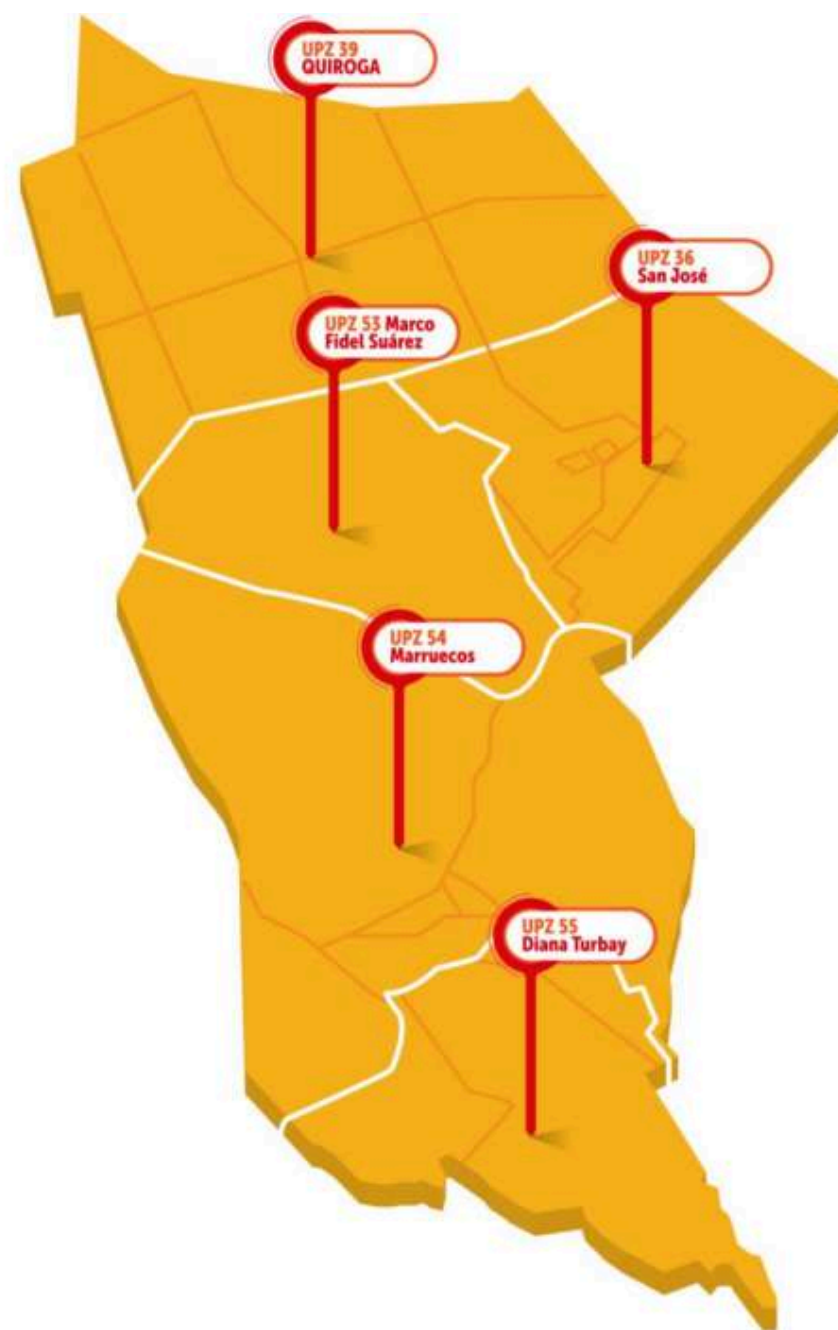 UPZ 39
QUIROGA
UPZ 36
San José
UPZ 53 Marco
Fidel Suárez
UPZ 54
Marruecos
UPZ 55
Diana Turbay